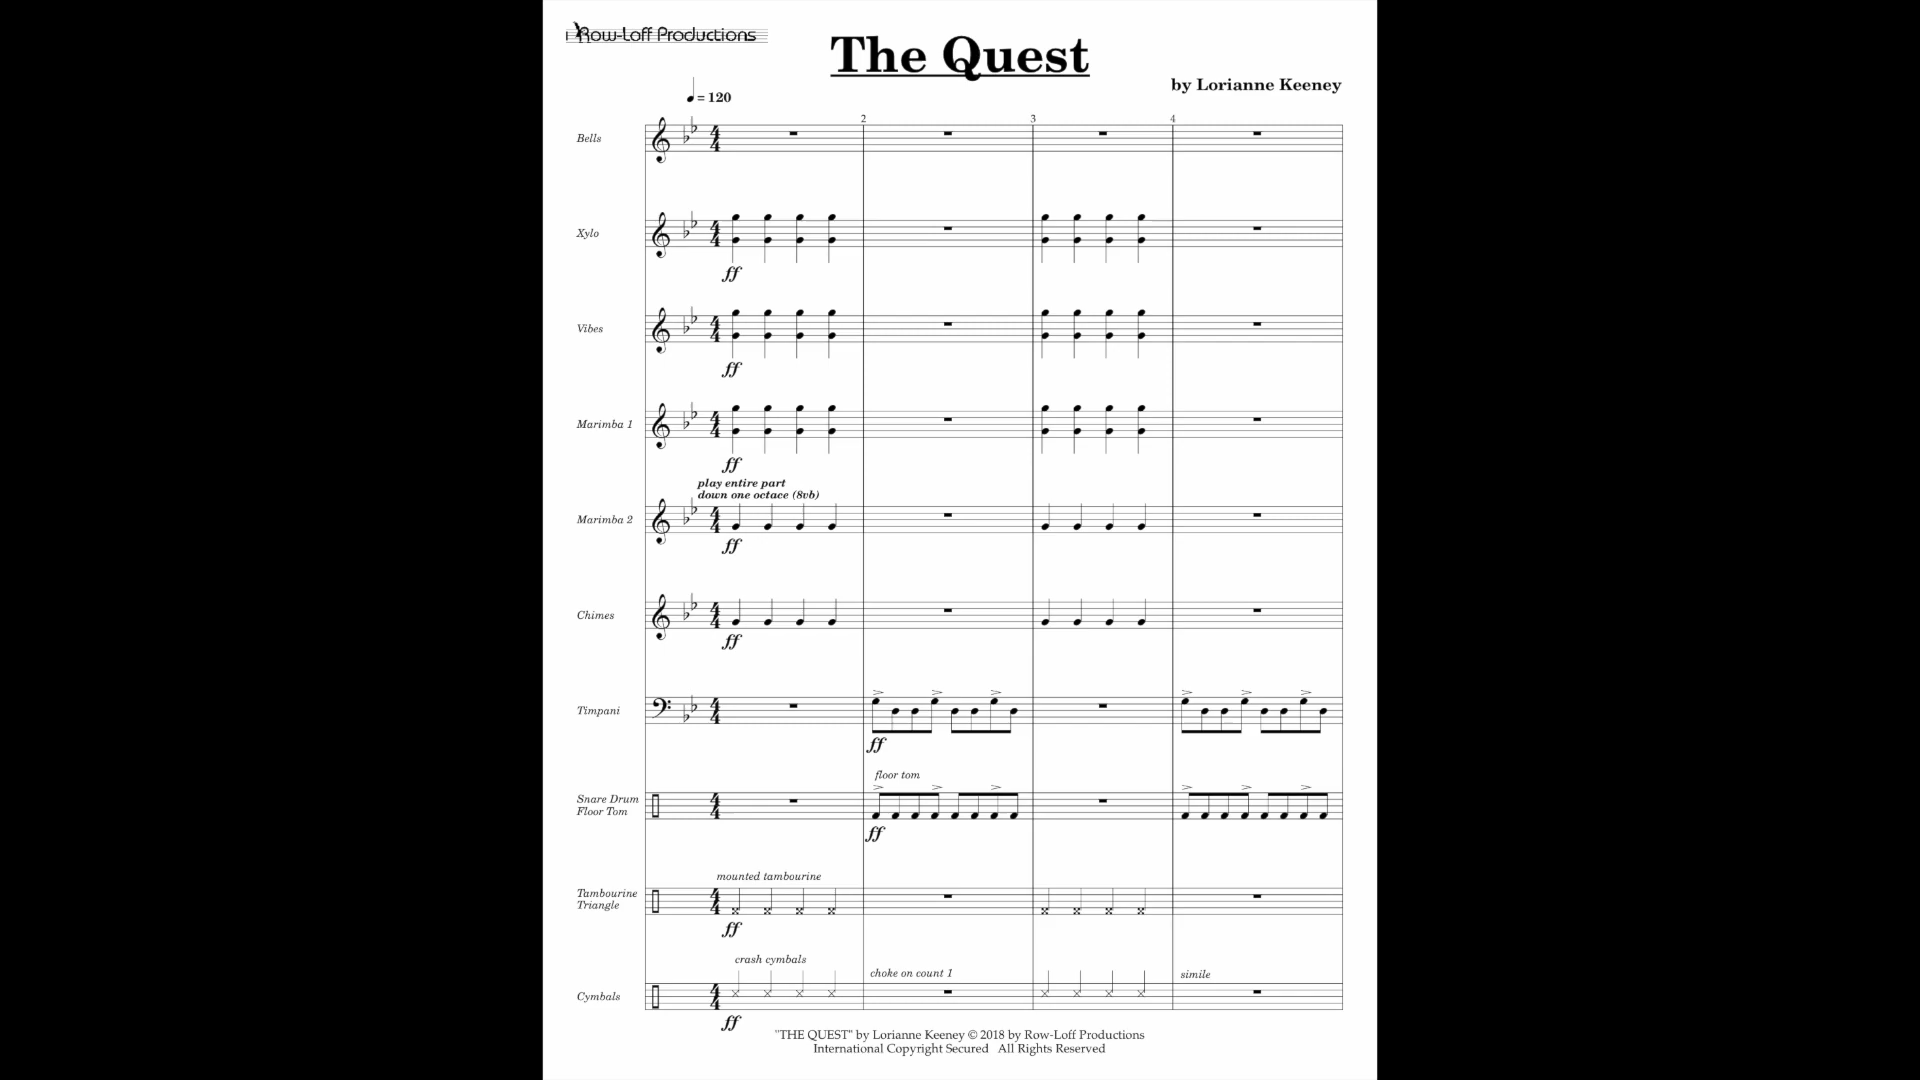 Row-Loff Productions
The Quest
by Lorianne Keeney
= 120
2
3
4
Bells
Xylo
ff
Vibes
ff
Marimba 1
ff
play entire part
down one octace (8vb)
Marimba 2
ff
Chimes
ff
Timpani
ff
floor tom
Snare Drum
Floor Tom
ff
mounted tambourine
Tambourine
Triangle
ff
crash cymbals
choke on count 1
simile
Cymbals
ff
"THE QUEST" by Lorianne Keeney © 2018 by Row-Loff Productions
International Copyright Secured All Rights Reserved